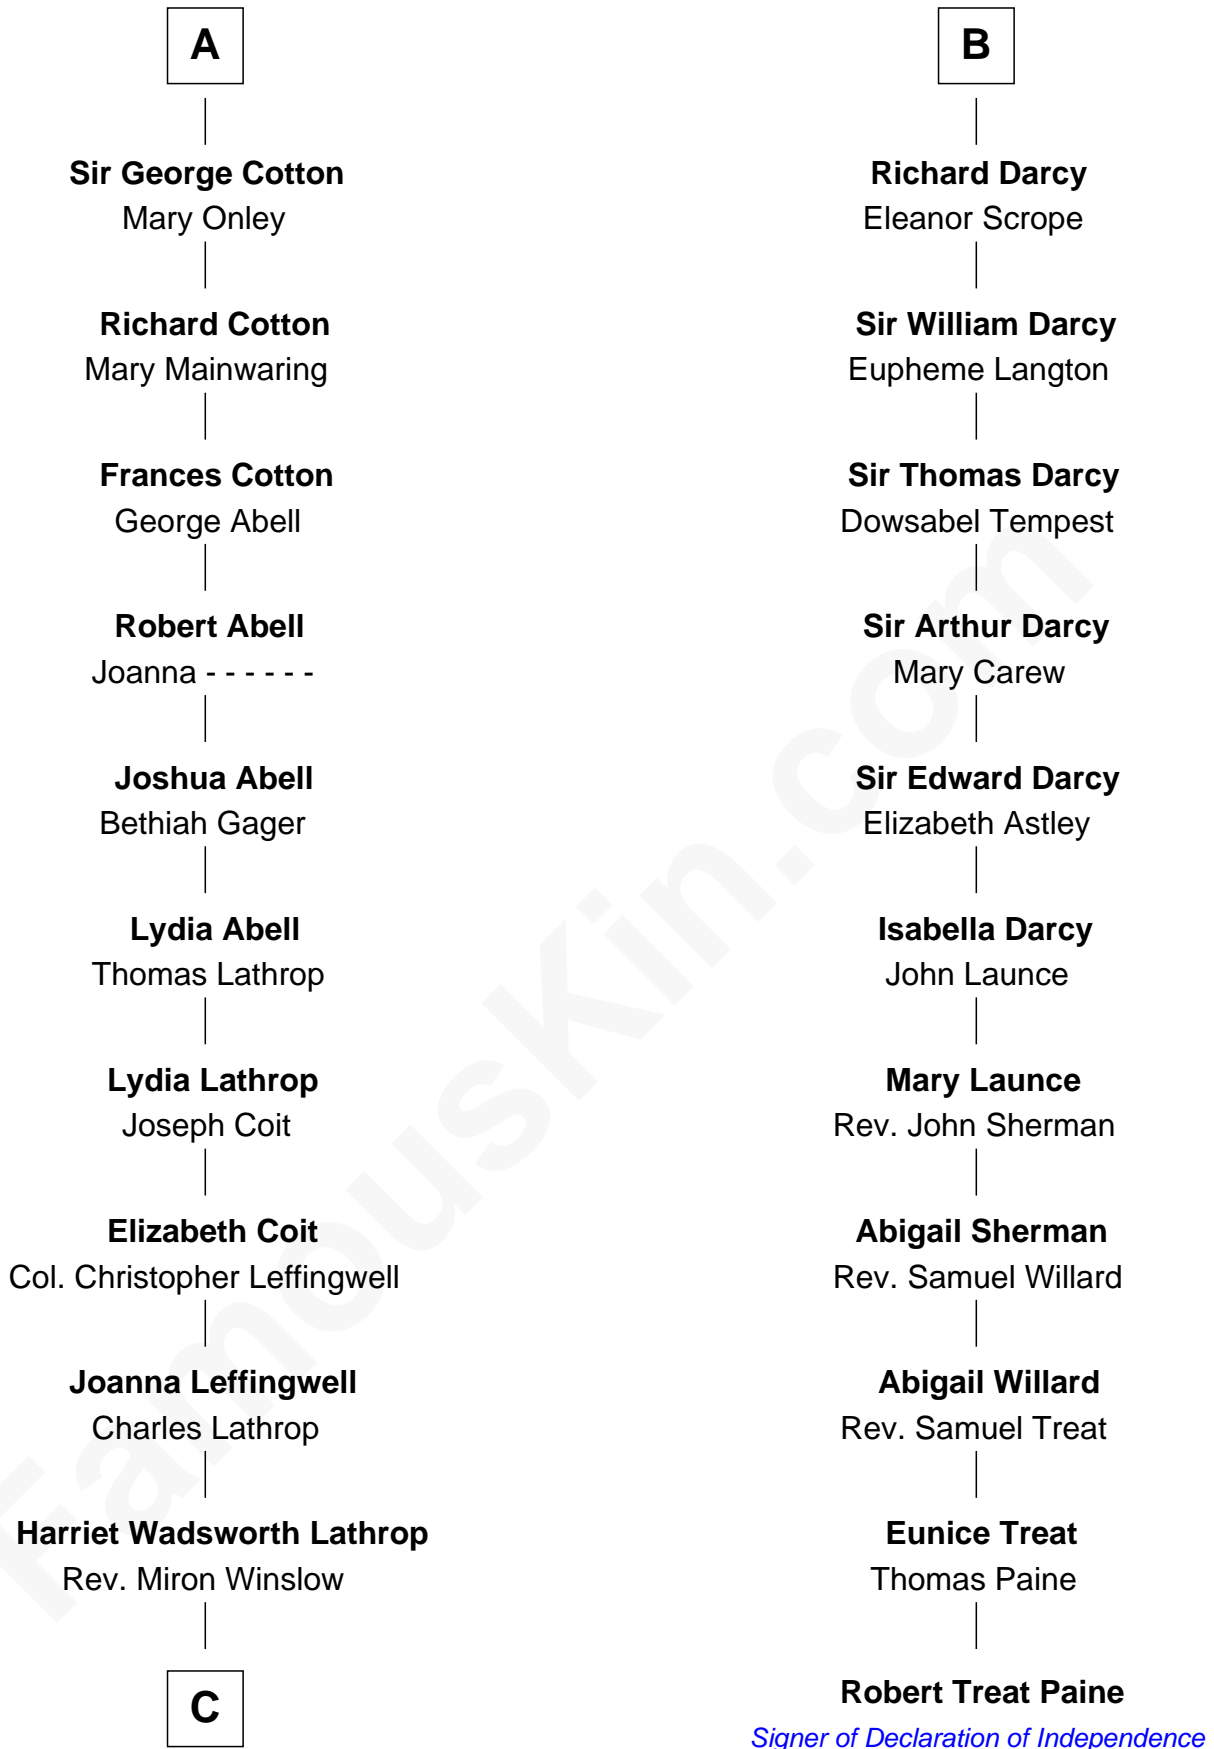 A
Sir George Cotton
Mary Onley
Richard Cotton
Mary Mainwaring
Frances Cotton
George Abell
Robert Abell
Joanna - - - - - -
Joshua Abell
Bethiah Gager
Lydia Abell
Thomas Lathrop
Lydia Lathrop
Joseph Coit
Elizabeth Coit
Col. Christopher Leffingwell
Joanna Leffingwell
Charles Lathrop
Harriet Wadsworth Lathrop
Rev. Miron Winslow
C
B
Richard Darcy
Eleanor Scrope
Sir William Darcy
Eupheme Langton
Sir Thomas Darcy
Dowsabel Tempest
Sir Arthur Darcy
Mary Carew
Sir Edward Darcy
Elizabeth Astley
Isabella Darcy
John Launce
Mary Launce
Rev. John Sherman
Abigail Sherman
Rev. Samuel Willard
Abigail Willard
Rev. Samuel Treat
Eunice Treat
Thomas Paine
Robert Treat Paine
Signer of Declaration of Independence
FamousKin.com